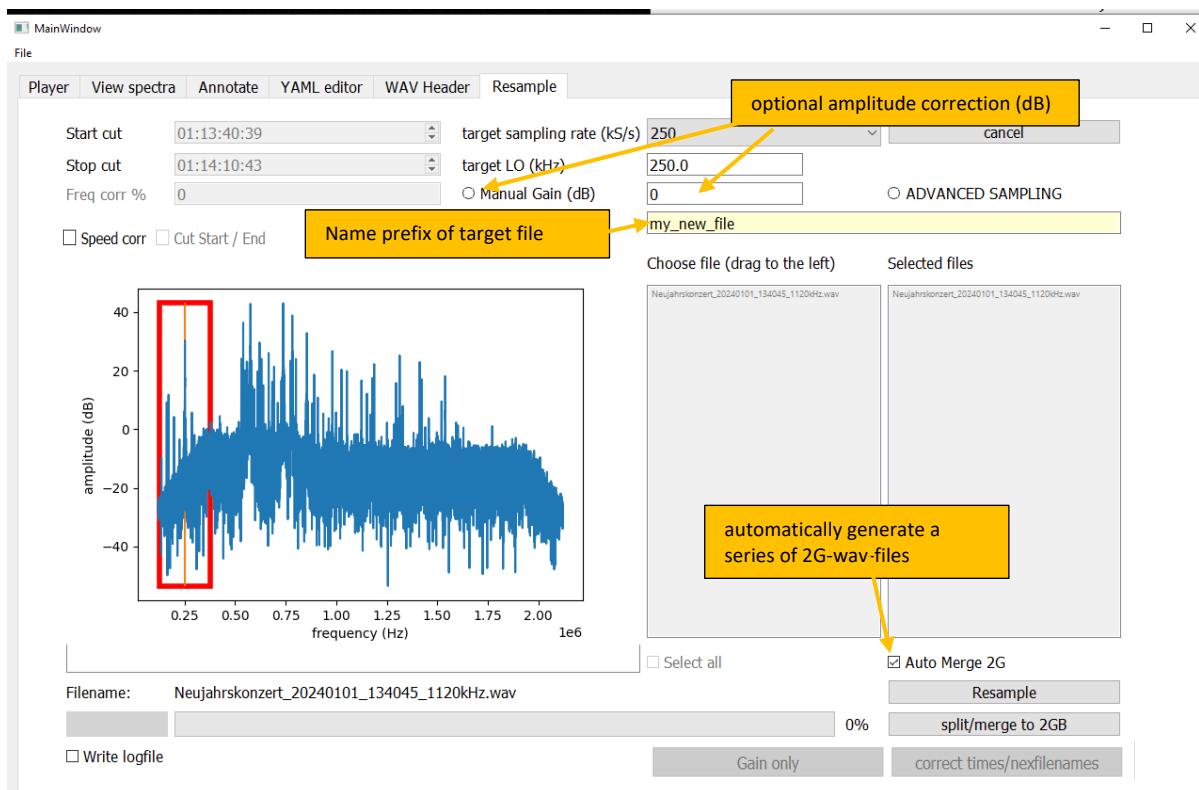 MainWindow
File
Player View spectra Annotate YAML editor WAV Header Resample
optional amplitude correction (dB)
Start cut 01:13:40:39 target sampling rate (kS/s) 250 cancel
Stop cut 01:14:10:43 target LO (kHz) 250.0
Freq corr % 0 Manual Gain (dB) 0 ADVANCED SAMPLING
Name prefix of target file my_new_file
Speed corr Cut Start / End
Choose file (drag to the left) Selected files
Neujahrskonzert_20240101_134045_1120kHz.wav Neujahrskonzert_20240101_134045_1120kHz.wav
40
20
0
−20
−40
amplitude (dB)
0.25 0.50 0.75 1.00 1.25 1.50 1.75 2.00
frequency (Hz) 1e6
automatically generate a
series of 2G-wav-files
Select all Auto Merge 2G
Filename: Neujahrskonzert_20240101_134045_1120kHz.wav Resample
0% split/merge to 2GB
Write logfile Gain only correct times/nexfilenames